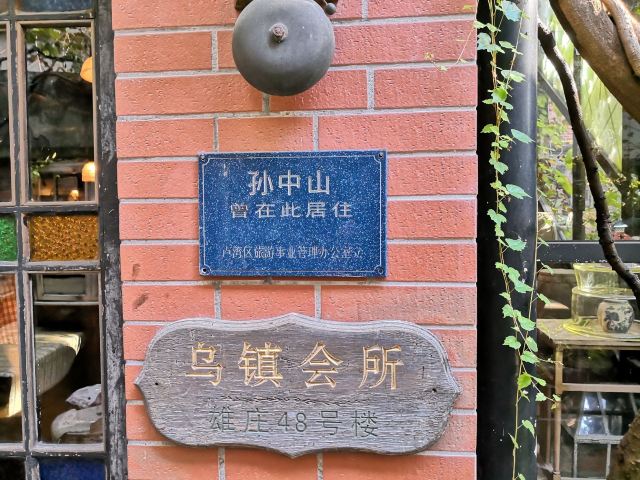 孙中山
曾在此居住
卢湾区旅游事业管理办公室立
乌镇会所
雄庄48号楼